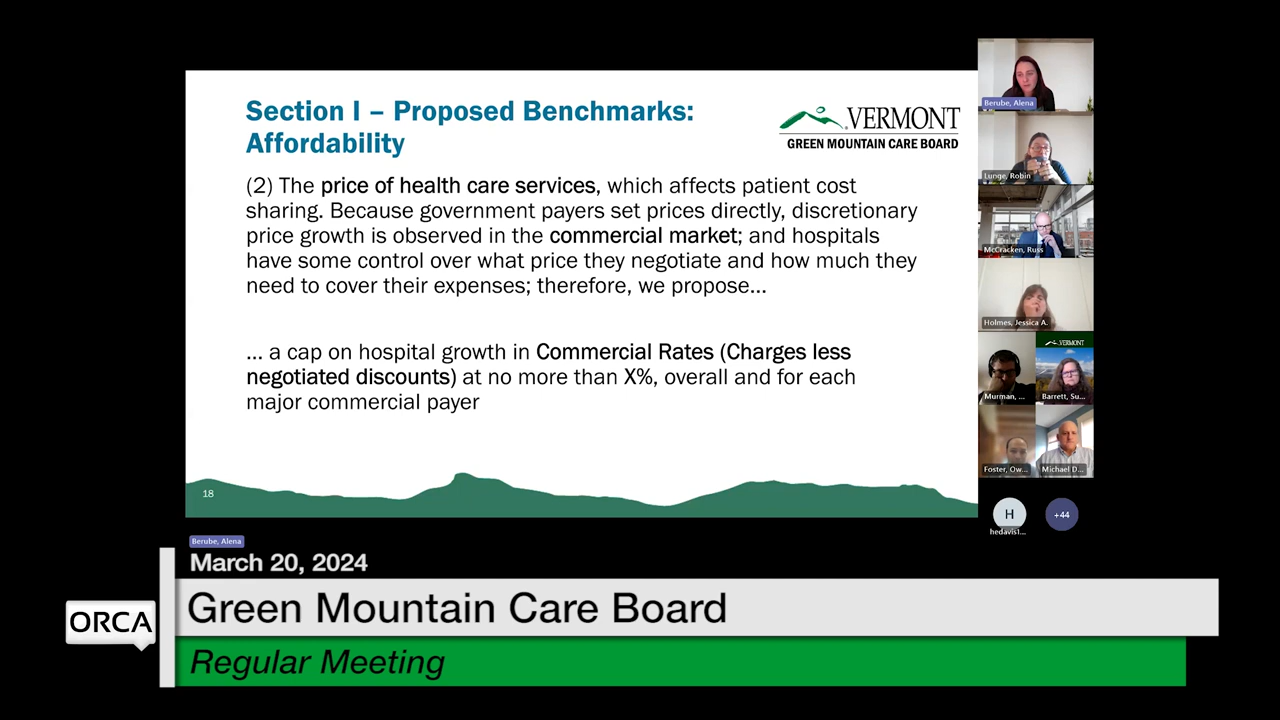 Section I – Proposed Benchmarks:
Affordability
VERMONT
GREEN MOUNTAIN CARE BOARD
(2) The price of health care services, which affects patient cost
sharing. Because government payers set prices directly, discretionary
price growth is observed in the commercial market; and hospitals
have some control over what price they negotiate and how much they
need to cover their expenses; therefore, we propose...
... a cap on hospital growth in Commercial Rates (Charges less
negotiated discounts) at no more than X%, overall and for each
major commercial payer
18
Berube, Alena
Lunge, Robin
McCracken, Russ
Holmes, Jessica A.
Murman, ...
VERMONT
Barrett, Su...
Foster, Ow...
Michael D...
H
hedavis1...
+44
Berube, Alena
March 20, 2024
ORCA
Green Mountain Care Board
Regular Meeting